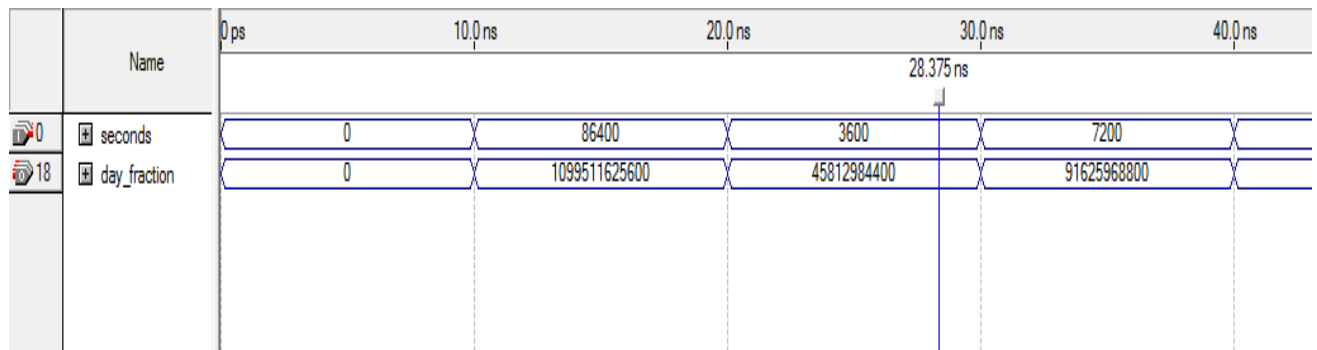 0 ps 10.0 ns 20.0 ns 30.0 ns 40.0 ns
Name
28.375 ns
0 seconds 0 86400 3600 7200
18 day_fraction 0 1099511625600 45812984400 91625968800